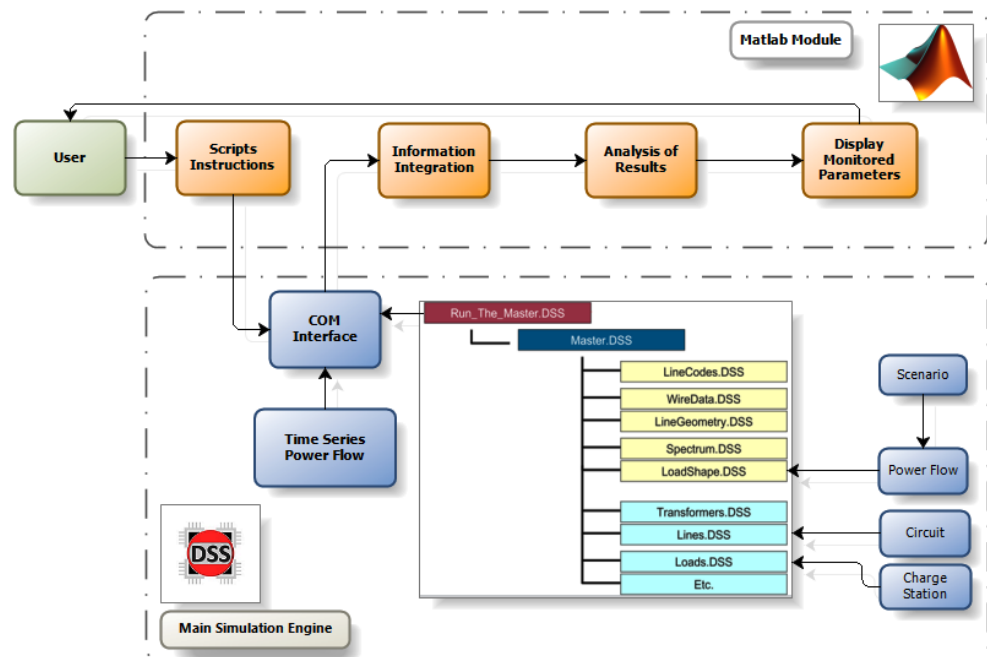 Matlab Module
User
Scripts
Instructions
Information
Integration
Analysis of
Results
Display
Monitored
Parameters
COM
Interface
Run_The_Master.DSS
Master.DSS
LineCodes.DSS
WireData.DSS
LineGeometry.DSS
Spectrum.DSS
LoadShape.DSS
Transformers.DSS
Lines.DSS
Loads.DSS
Etc.
Scenario
Power Flow
Circuit
Charge
Station
Time Series
Power Flow
DSS
Main Simulation Engine